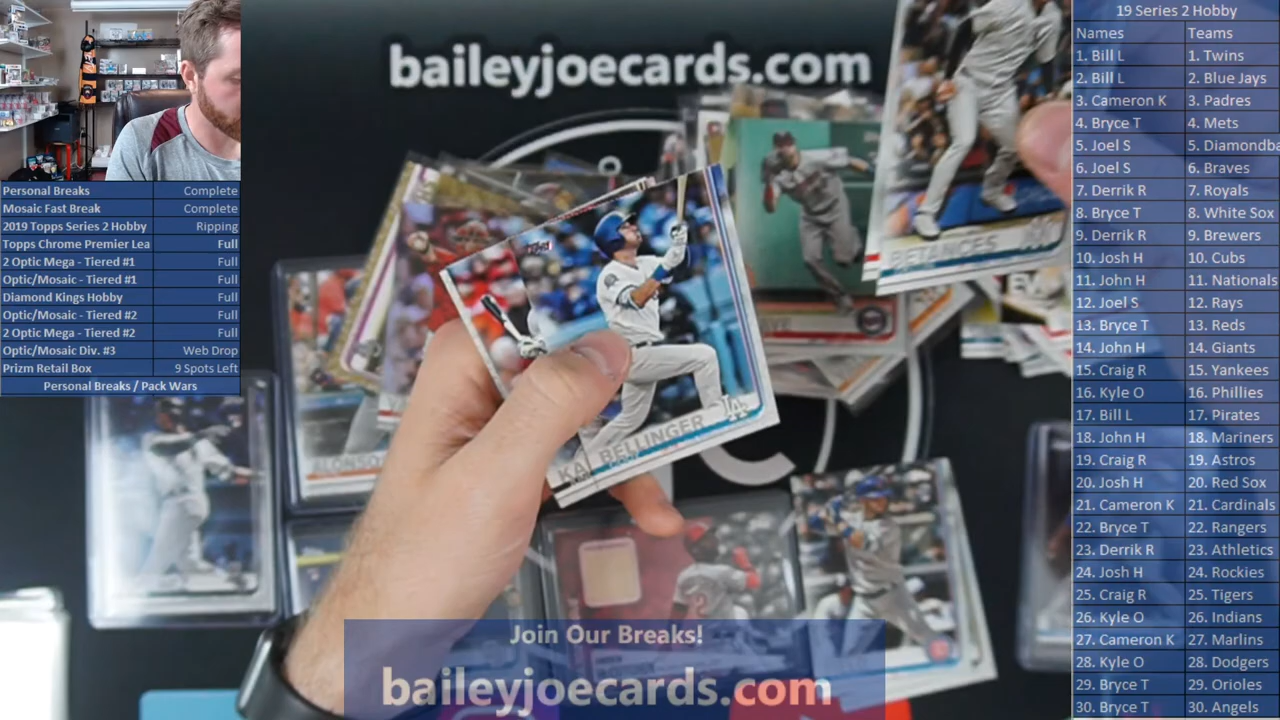 baileyjoecards.com
19 Series 2 Hobby
Names Teams
1. Bill L 1. Twins
2. Bill L 2. Blue Jays
3. Cameron K 3. Padres
4. Bryce T 4. Mets
5. Joel S 5. Diamondba
6. Joel S 6. Braves
7. Derrik R 7. Royals
8. Bryce T 8. White Sox
9. Derrik R 9. Brewers
10. Josh H 10. Cubs
11. John H 11. Nationals
12. Joel S 12. Rays
13. Bryce T 13. Reds
14. John H 14. Giants
15. Craig R 15. Yankees
16. Kyle O 16. Phillies
17. Bill L 17. Pirates
18. John H 18. Mariners
19. Craig R 19. Astros
20. Josh H 20. Red Sox
21. Cameron K 21. Cardinals
22. Bryce T 22. Rangers
23. Derrik R 23. Athletics
24. Josh H 24. Rockies
25. Craig R 25. Tigers
26. Kyle O 26. Indians
27. Cameron K 27. Marlins
28. Kyle O 28. Dodgers
29. Bryce T 29. Orioles
30. Bryce T 30. Angels
Personal Breaks Complete
Mosaic Fast Break Complete
2019 Topps Series 2 Hobby Ripping
Topps Chrome Premier Lea Full
2 Optic Mega - Tiered #1 Full
Optic/Mosaic - Tiered #1 Full
Diamond Kings Hobby Full
Optic/Mosaic - Tiered #2 Full
2 Optic Mega - Tiered #2 Full
Optic/Mosaic Div. #3 Web Drop
Prizm Retail Box 9 Spots Left
Personal Breaks / Pack Wars
BETANCES
topps
LA
KA BELLINGER
CODY
ALONSO
Join Our Breaks!
baileyjoecards.com